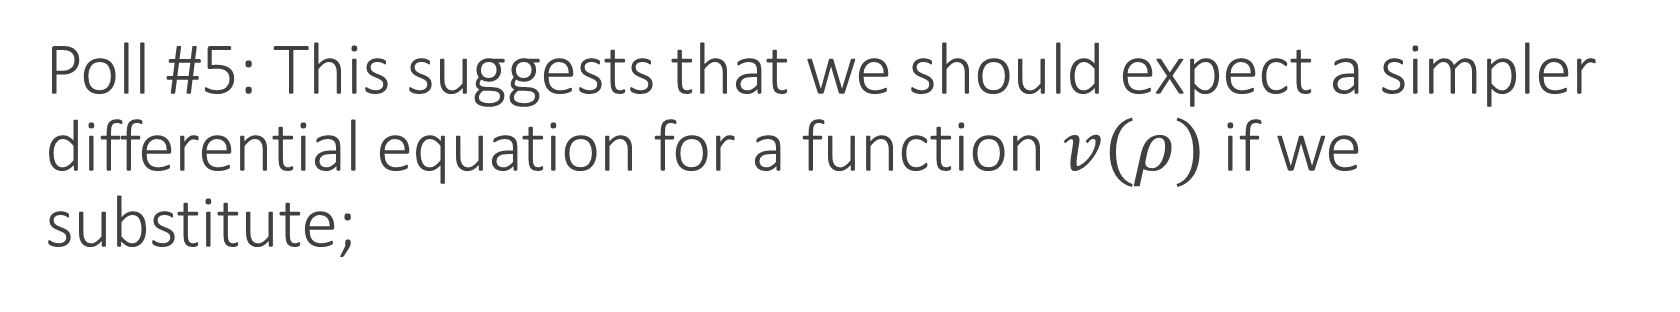 Poll #5: This suggests that we should expect a simpler
differential equation for a function 𝑣(𝜌) if we
substitute;